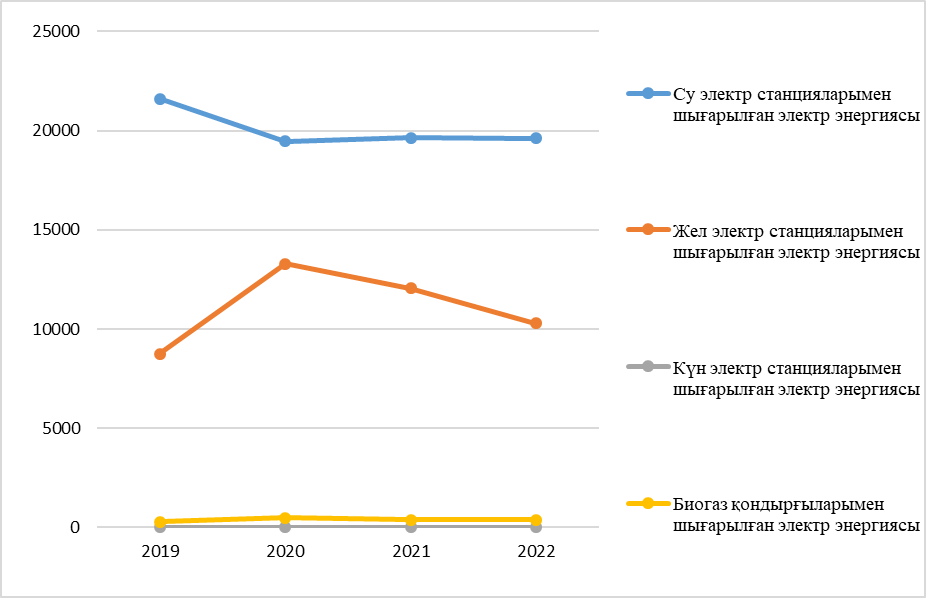 25000
20000
15000
10000
5000
0
2019 2020 2021 2022
Су электр станцияларымен
шығарылған электр энергиясы
Жел электр станцияларымен
шығарылған электр энергиясы
Күн электр станцияларымен
шығарылған электр энергиясы
Биогаз қондырғыларымен
шығарылған электр энергиясы